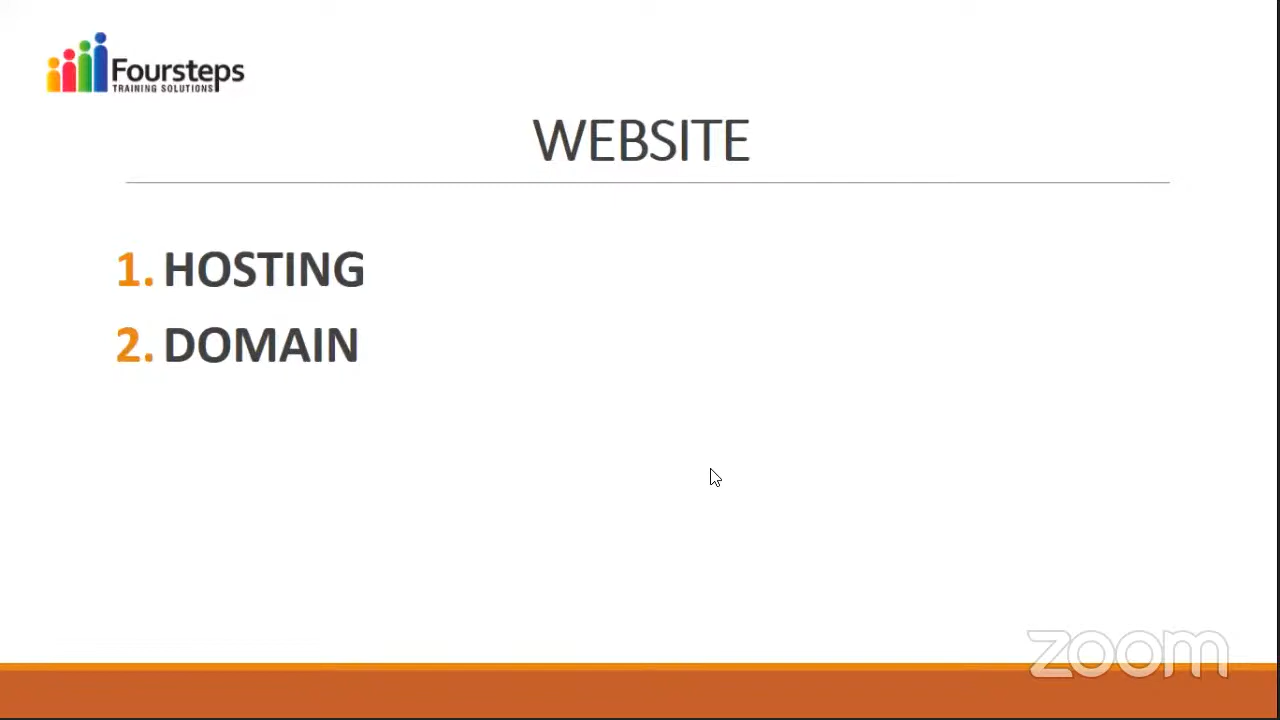 Foursteps
TRAINING SOLUTIONS
WEBSITE
1. HOSTING
2. DOMAIN
zoom